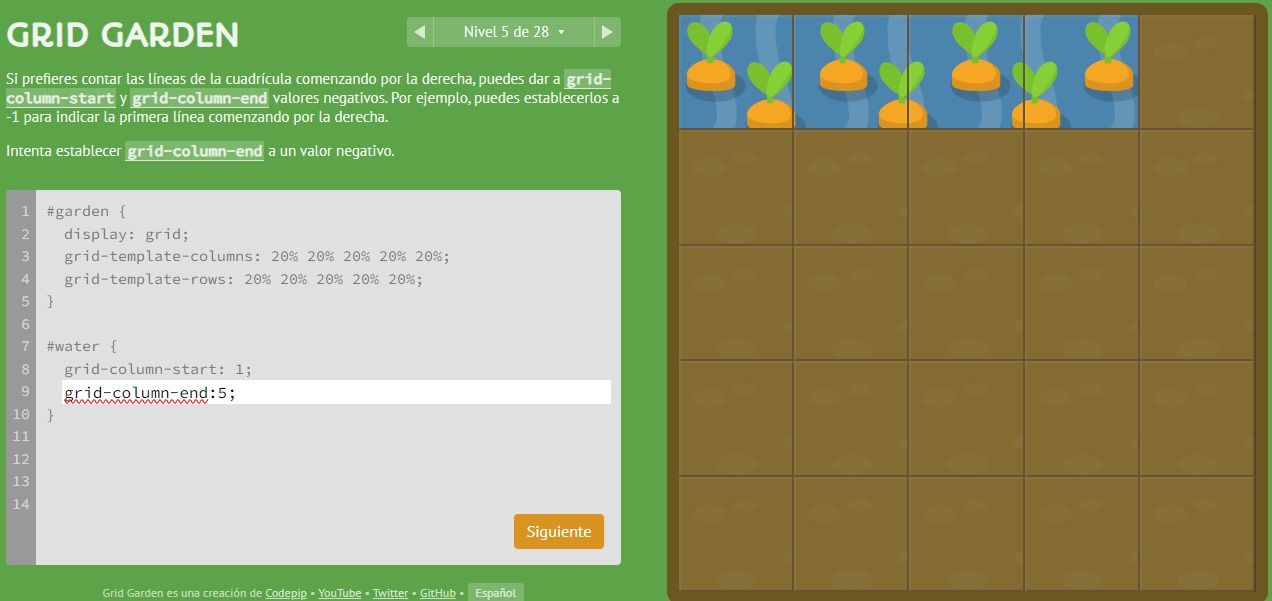 GRID GARDEN
Nivel 5 de 28
Si prefieres contar las líneas de la cuadrícula comenzando por la derecha, puedes dar a grid-
column-start y grid-column-end valores negativos. Por ejemplo, puedes establecerlos a
-1 para indicar la primera línea comenzando por la derecha.
Intenta establecer grid-column-end a un valor negativo.
1 #garden {
2 display: grid;
3 grid-template-columns: 20% 20% 20% 20% 20%;
4 grid-template-rows: 20% 20% 20% 20% 20%;
5 }
6
7 #water {
8 grid-column-start: 1;
9 grid-column-end:5;
10 }
11
12
13
14
Siguiente
Grid Garden es una creación de Codepip • YouTube • Twitter • GitHub • Español